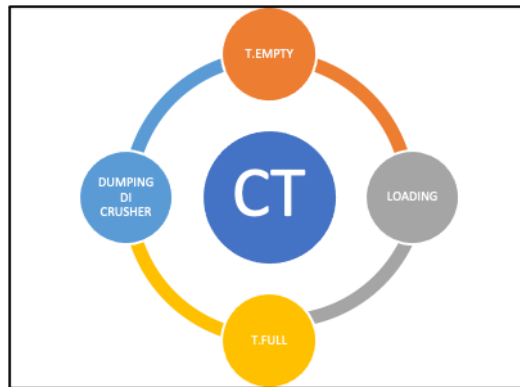 T.EMPTY
DUMPING
DI
CRUSHER
CT
LOADING
T.FULL